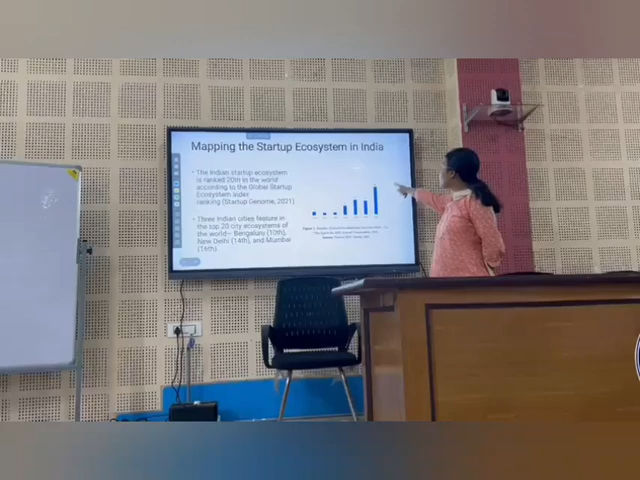 Mapping the Startup Ecosystem in India
• The Indian startup ecosystem
is ranked 20th in the world
according to the Global Startup
Ecosystem Index
ranking (Startup Genome, 2021)
• Three Indian cities feature in
the top 20 city ecosystems of
the world— Bengaluru (10th),
New Delhi (14th), and Mumbai
(16th).